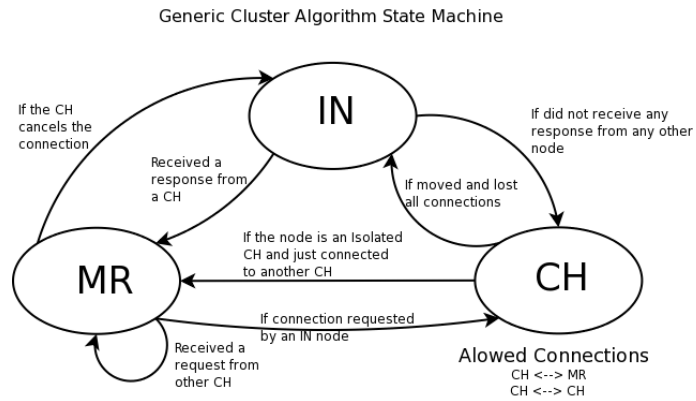 Generic Cluster Algorithm State Machine
IN
If the CH
cancels the
connection
If did not receive any
response from any other
node
Received a
response from
a CH
If moved and lost
all connections
If the node is an Isolated
CH and just connected
to another CH
MR
CH
If connection requested
by an IN node
Received a
request from
other CH
Alowed Connections
CH <--> MR
CH <--> CH